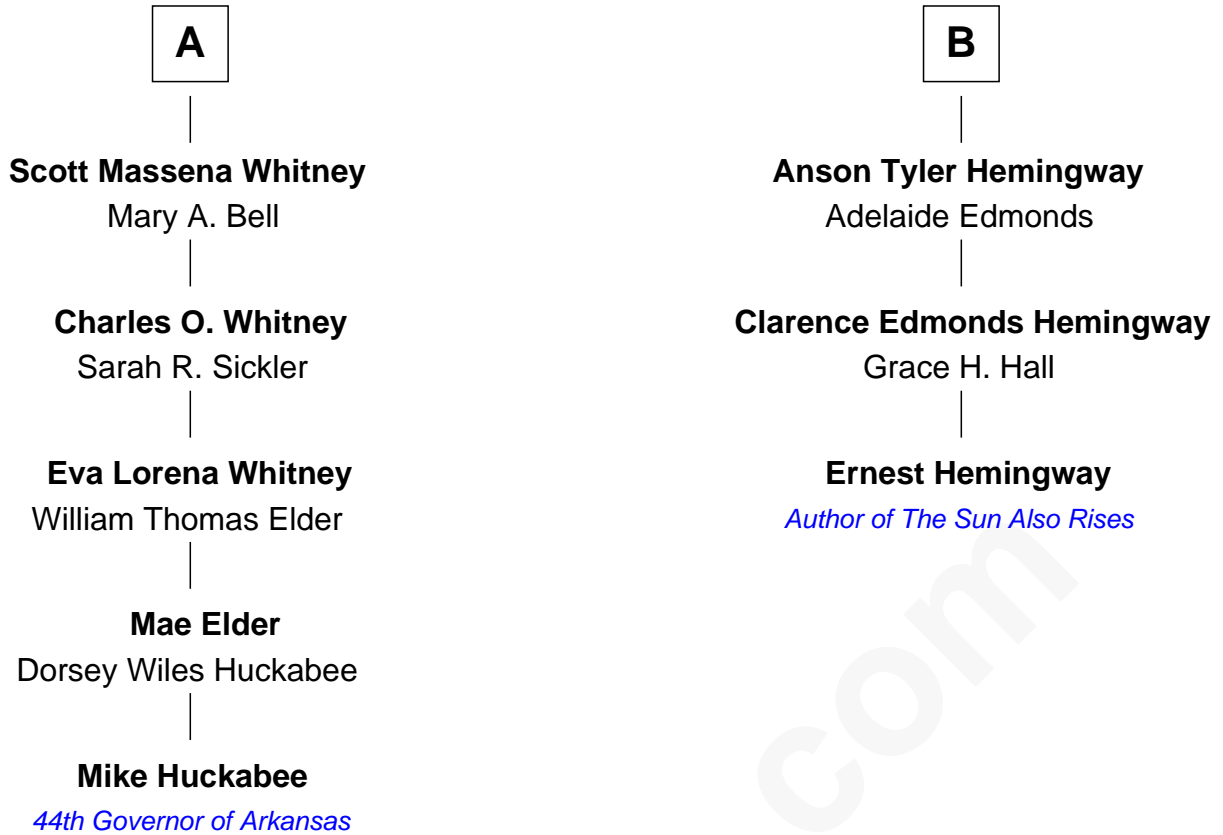 A
Scott Massena Whitney
Mary A. Bell
Charles O. Whitney
Sarah R. Sickler
Eva Lorena Whitney
William Thomas Elder
Mae Elder
Dorsey Wiles Huckabee
Mike Huckabee
44th Governor of Arkansas
B
Anson Tyler Hemingway
Adelaide Edmonds
Clarence Edmonds Hemingway
Grace H. Hall
Ernest Hemingway
Author of The Sun Also Rises
com